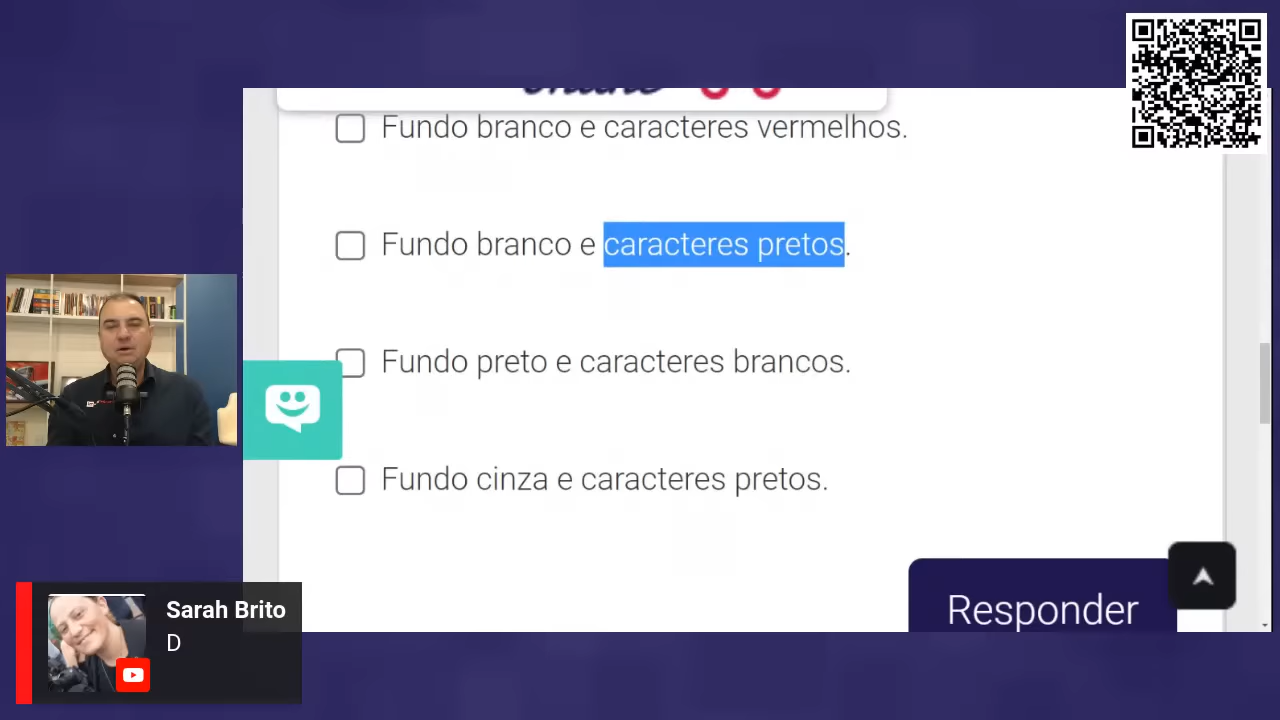 Fundo branco e caracteres vermelhos.
Fundo branco e caracteres pretos.
Fundo preto e caracteres brancos.
Fundo cinza e caracteres pretos.
Responder
Sarah Brito
D